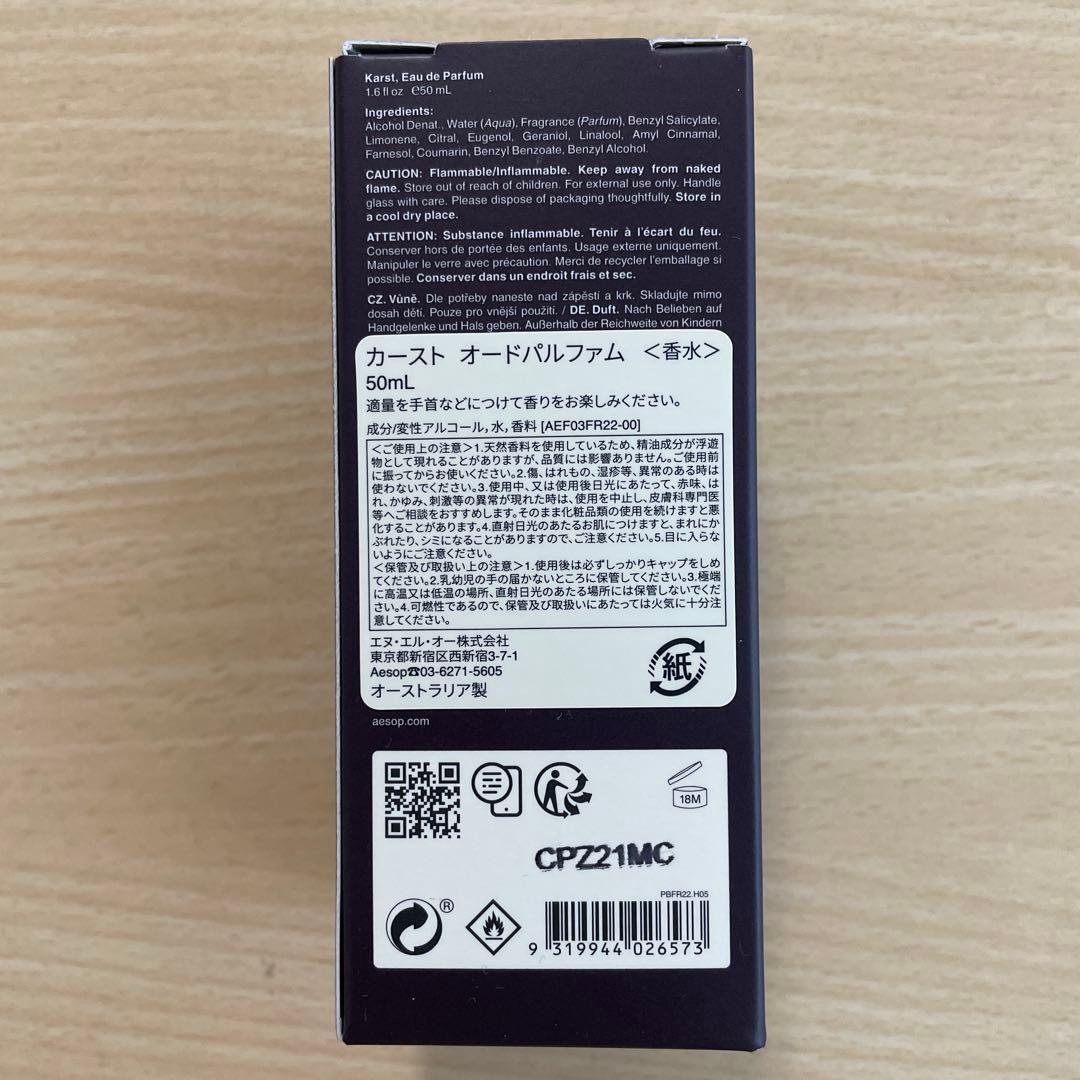 Karst, Eau de Parfum
1.6 fl oz ℮50 mL
Ingredients:
Alcohol Denat., Water (Aqua), Fragrance (Parfum), Benzyl Salicylate,
Limonene, Citral, Eugenol, Geraniol, Linalool, Amyl Cinnamal,
Farnesol, Coumarin, Benzyl Benzoate, Benzyl Alcohol.
CAUTION: Flammable/Inflammable. Keep away from naked
flame. Store out of reach of children. For external use only. Handle
glass with care. Please dispose of packaging thoughtfully. Store in
a cool dry place.
ATTENTION: Substance inflammable. Tenir à l'écart du feu.
Conserver hors de portée des enfants. Usage externe uniquement.
Manipuler le verre avec précaution. Merci de recycler l'emballage si
possible. Conserver dans un endroit frais et sec.
CZ. Vůně. Dle potřeby naneste nad zápěstí a krk. Skladujte mimo
dosah dětí. Pouze pro vnější použití. / DE. Duft. Nach Belieben auf
Handgelenke und Hals geben. Außerhalb der Reichweite von Kindern
カースト オードパルファム ＜香水＞
50mL
適量を手首などにつけて香りをお楽しみください。
成分/変性アルコール,水,香料 [AEF03FR22-00]
＜ご使用上の注意＞1.天然香料を使用しているため、精油成分が浮遊
物として現れることがありますが、品質には影響ありません。ご使用前
に振ってからお使いください。2.傷、はれもの、湿疹等、異常のある時は
使わないでください。3.使用中、又は使用後日光にあたって、赤味、は
れ、かゆみ、刺激等の異常が現れた時は、使用を中止し、皮膚科専門医
等へご相談をおすすめします。そのまま化粧品類の使用を続けますと悪
化することがあります。4.直射日光のあたるお肌につけますと、まれにか
ぶれたり、シミになることがありますので、ご注意ください。5.目に入らな
いようにご注意ください。
＜保管及び取扱い上の注意＞1.使用後は必ずしっかりキャップをしめ
てください。2.乳幼児の手の届かないところに保管してください。3.極端
に高温又は低温の場所、直射日光のあたる場所には保管しないでくだ
さい。4.可燃性であるので、保管及び取扱いにあたっては火気に十分注
意してください。
エヌ・エル・オー株式会社
東京都新宿区西新宿3-7-1
Aesop☎03-6271-5605
オーストラリア製
紙
aesop.com
18M
CPZ21MC
PBFR22.H05
®
9 319944 026573